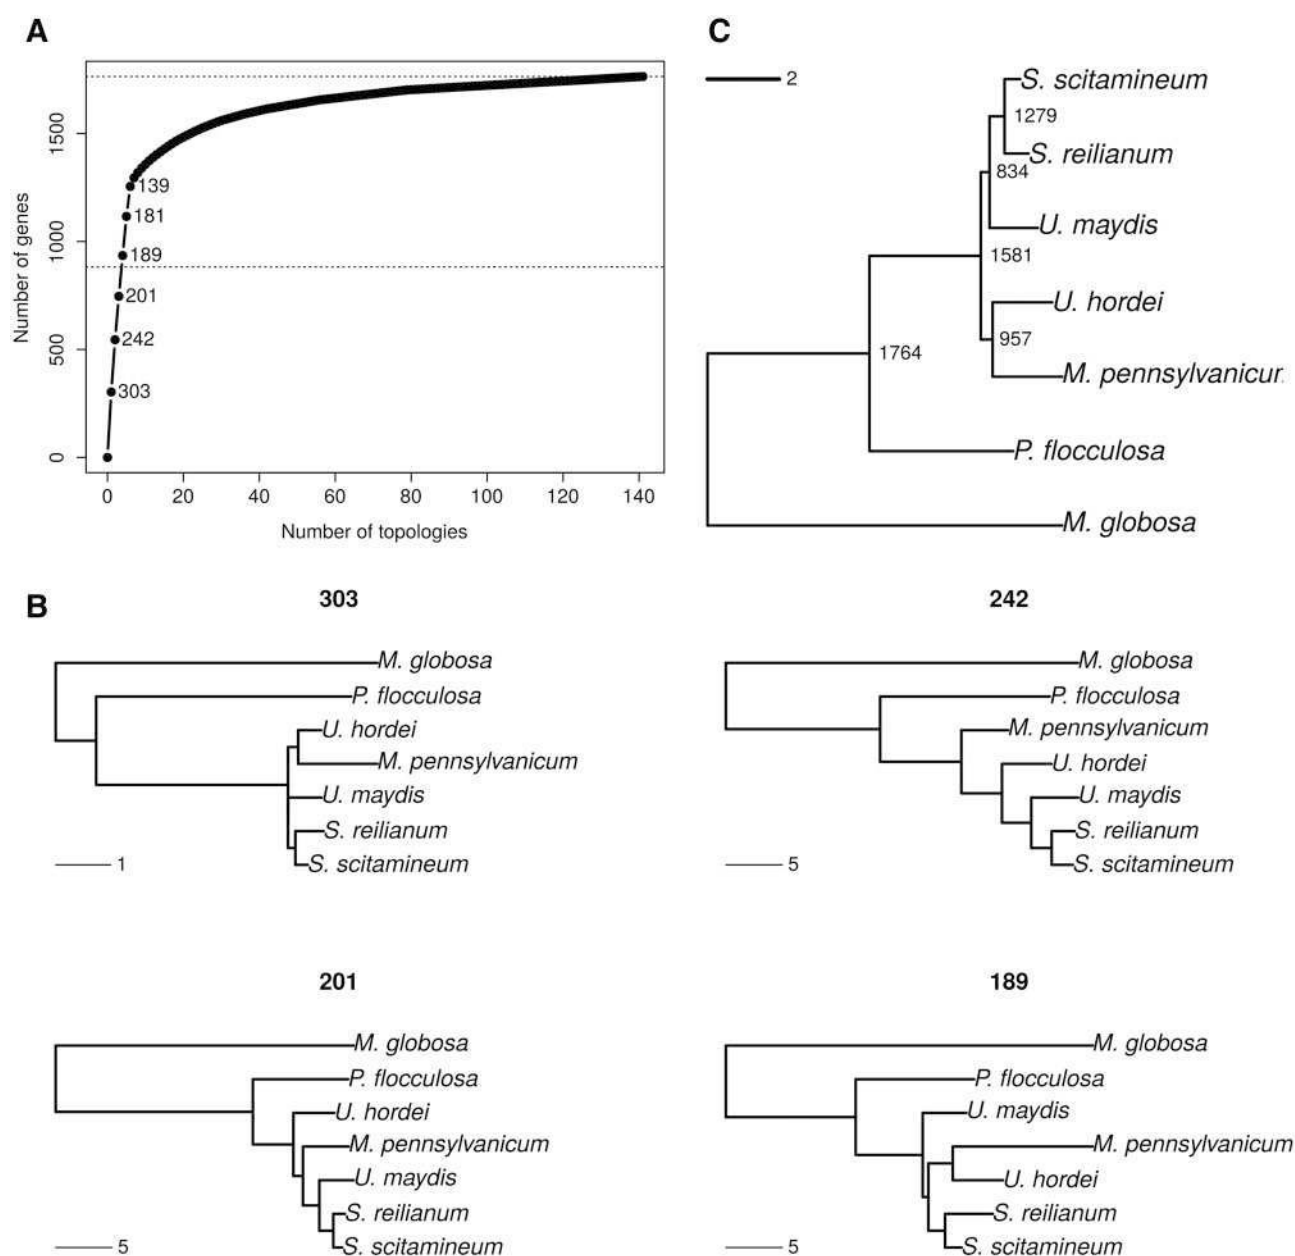 A
Number of genes
0
500
1000
1500
139
181
189
201
242
303
0 20 40 60 80 100 120 140
Number of topologies
C
2
S. scitamineum
1279
S. reilianum
834
U. maydis
1581
U. hordei
957
1764
M. pennsylvanicur
P. flocculosa
M. globosa
B
303
M. globosa
P. flocculosa
U. hordei
M. pennsylvanicum
U. maydis
S. reilianum
S. scitamineum
1
242
M. globosa
P. flocculosa
M. pennsylvanicum
U. hordei
U. maydis
S. reilianum
S. scitamineum
5
201
M. globosa
P. flocculosa
U. hordei
M. pennsylvanicum
U. maydis
S. reilianum
S. scitamineum
5
189
M. globosa
P. flocculosa
U. maydis
M. pennsylvanicum
U. hordei
S. reilianum
S. scitamineum
5